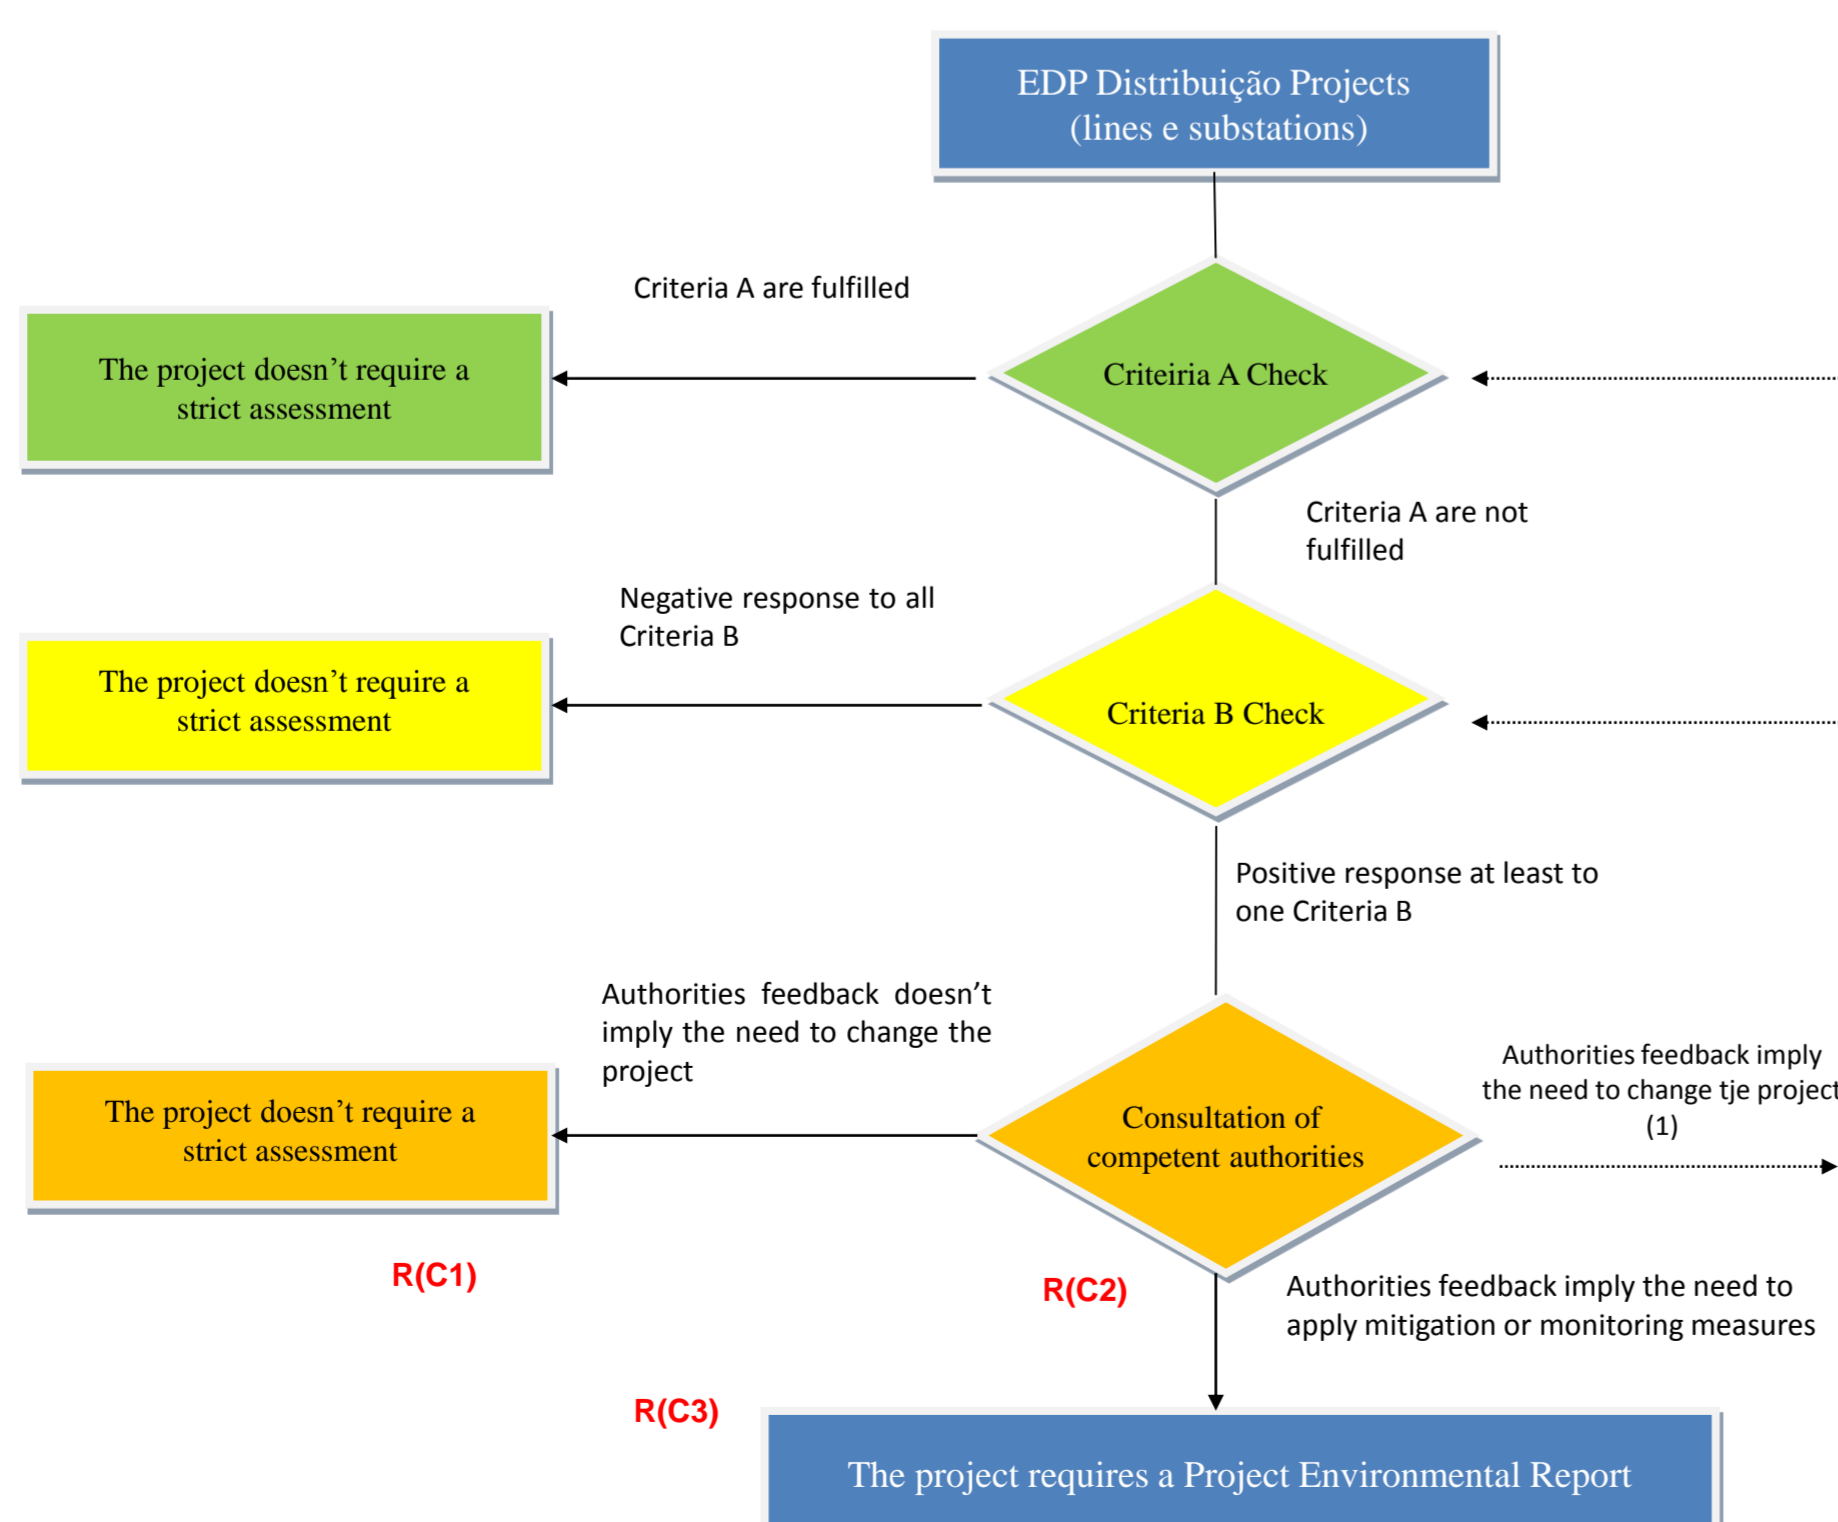 EDP Distribuição Projects
(lines e substations)
Criteria A are fulfilled
The project doesn’t require a
strict assessment
Criteiria A Check
Criteria A are not
fulfilled
Negative response to all
Criteria B
The project doesn’t require a
strict assessment
Criteria B Check
Positive response at least to
one Criteria B
Authorities feedback doesn’t
imply the need to change the
project
The project doesn’t require a
strict assessment
Consultation of
competent authorities
Authorities feedback imply
the need to change tje project
(1)
R(C1)
R(C2)
Authorities feedback imply the need to
apply mitigation or monitoring measures
R(C3)
The project requires a Project Environmental Report